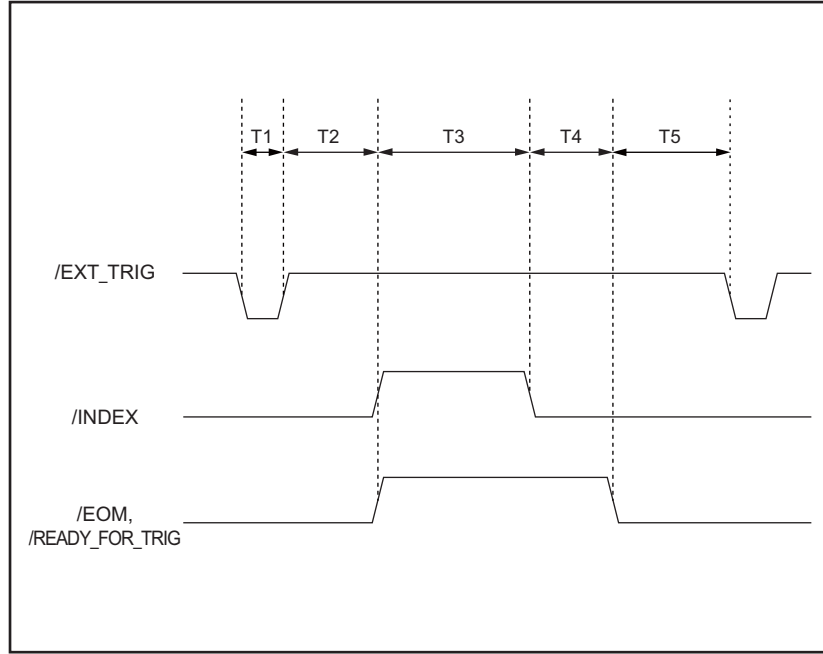 T1 T2 T3 T4 T5
/EXT_TRIG
/INDEX
/EOM,
/READY_FOR_TRIG